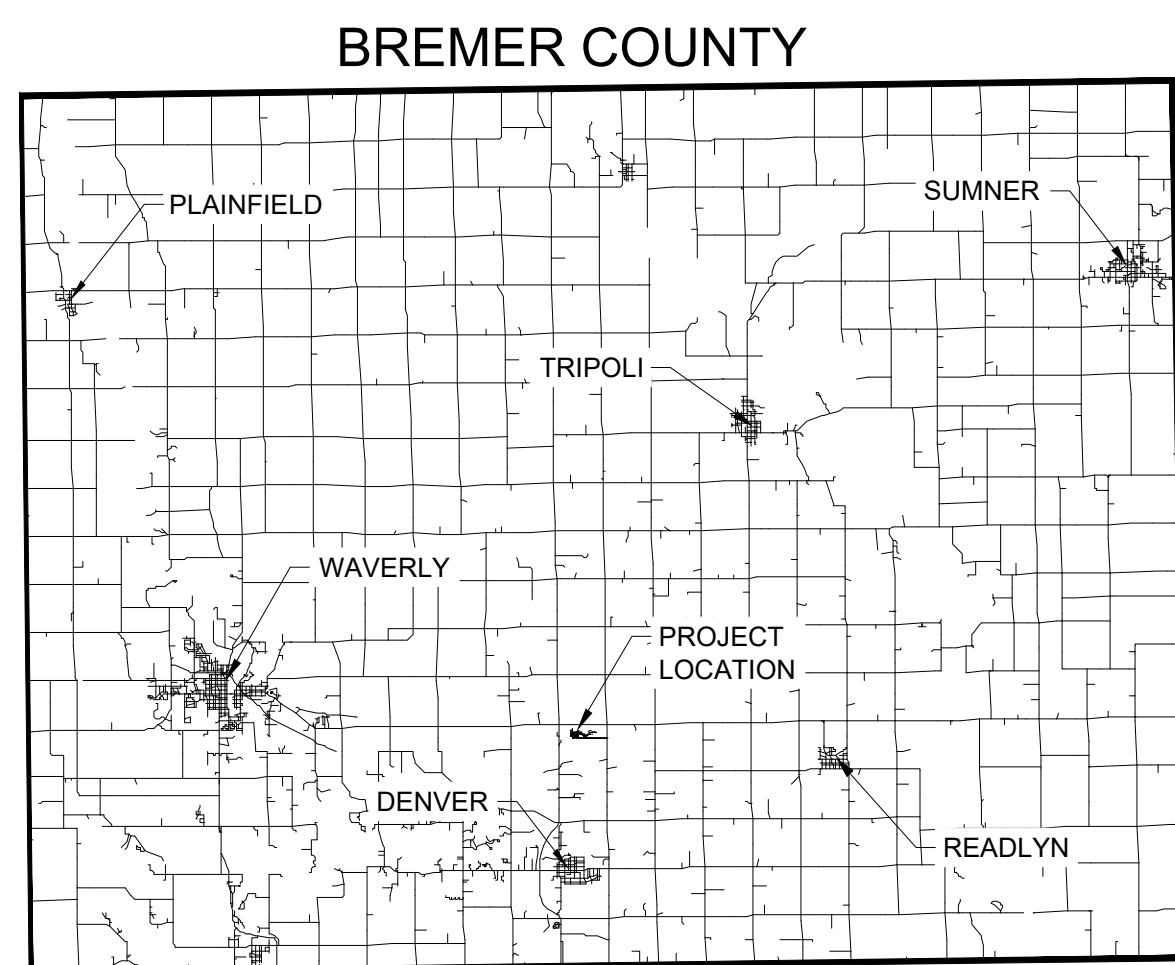 BREMER COUNTY
SUMNER
PLAINFIELD
TRIPOLI
WAVERLY
PROJECT
LOCATION
DENVER
READLYN